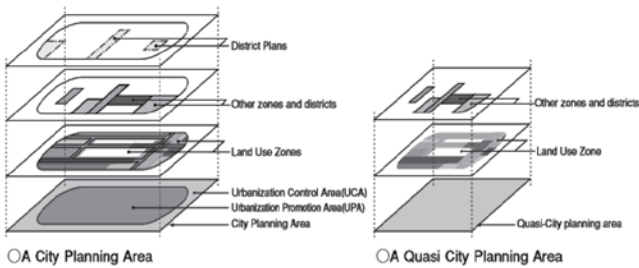 District Plans
Other zones and districts
Land Use Zones
Urbanization Control Area(UCA)
Urbanization Promotion Area(UPA)
City Planning Area
○A City Planning Area
Other zones and districts
Land Use Zone
Quasi-City planning area
○A Quasi City Planning Area